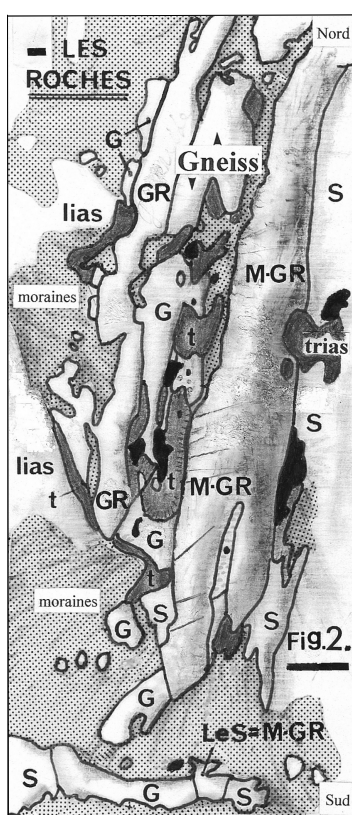 Nord
LES
ROCHES
G
G
GR
Gneiss
S
lias
M-GR
moraines
G
t
trias
S
lias
t
GR
t
M-GR
G
t
moraines
G
S
S
Fig.2.
G
LeS=M-GR
S
G
S
Sud